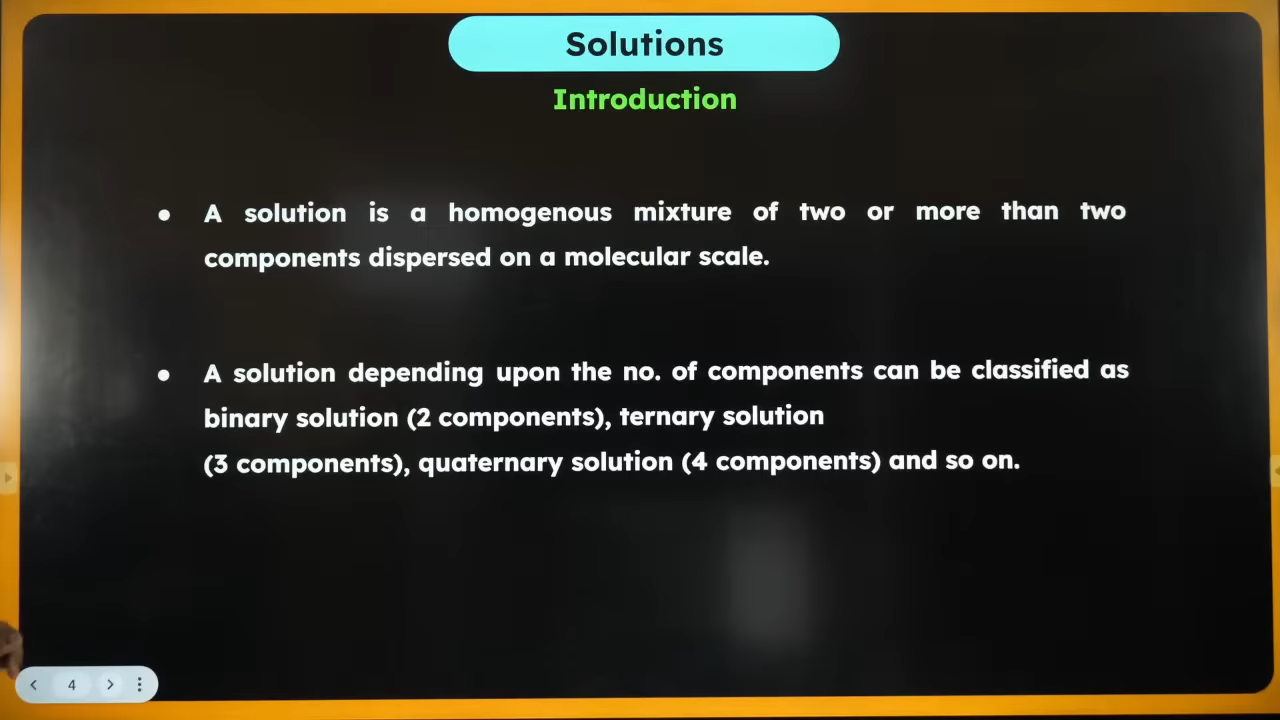 Solutions
Introduction
● A solution is a homogenous mixture of two or more than two
components dispersed on a molecular scale.
● A solution depending upon the no. of components can be classified as
binary solution (2 components), ternary solution
(3 components), quaternary solution (4 components) and so on.
4